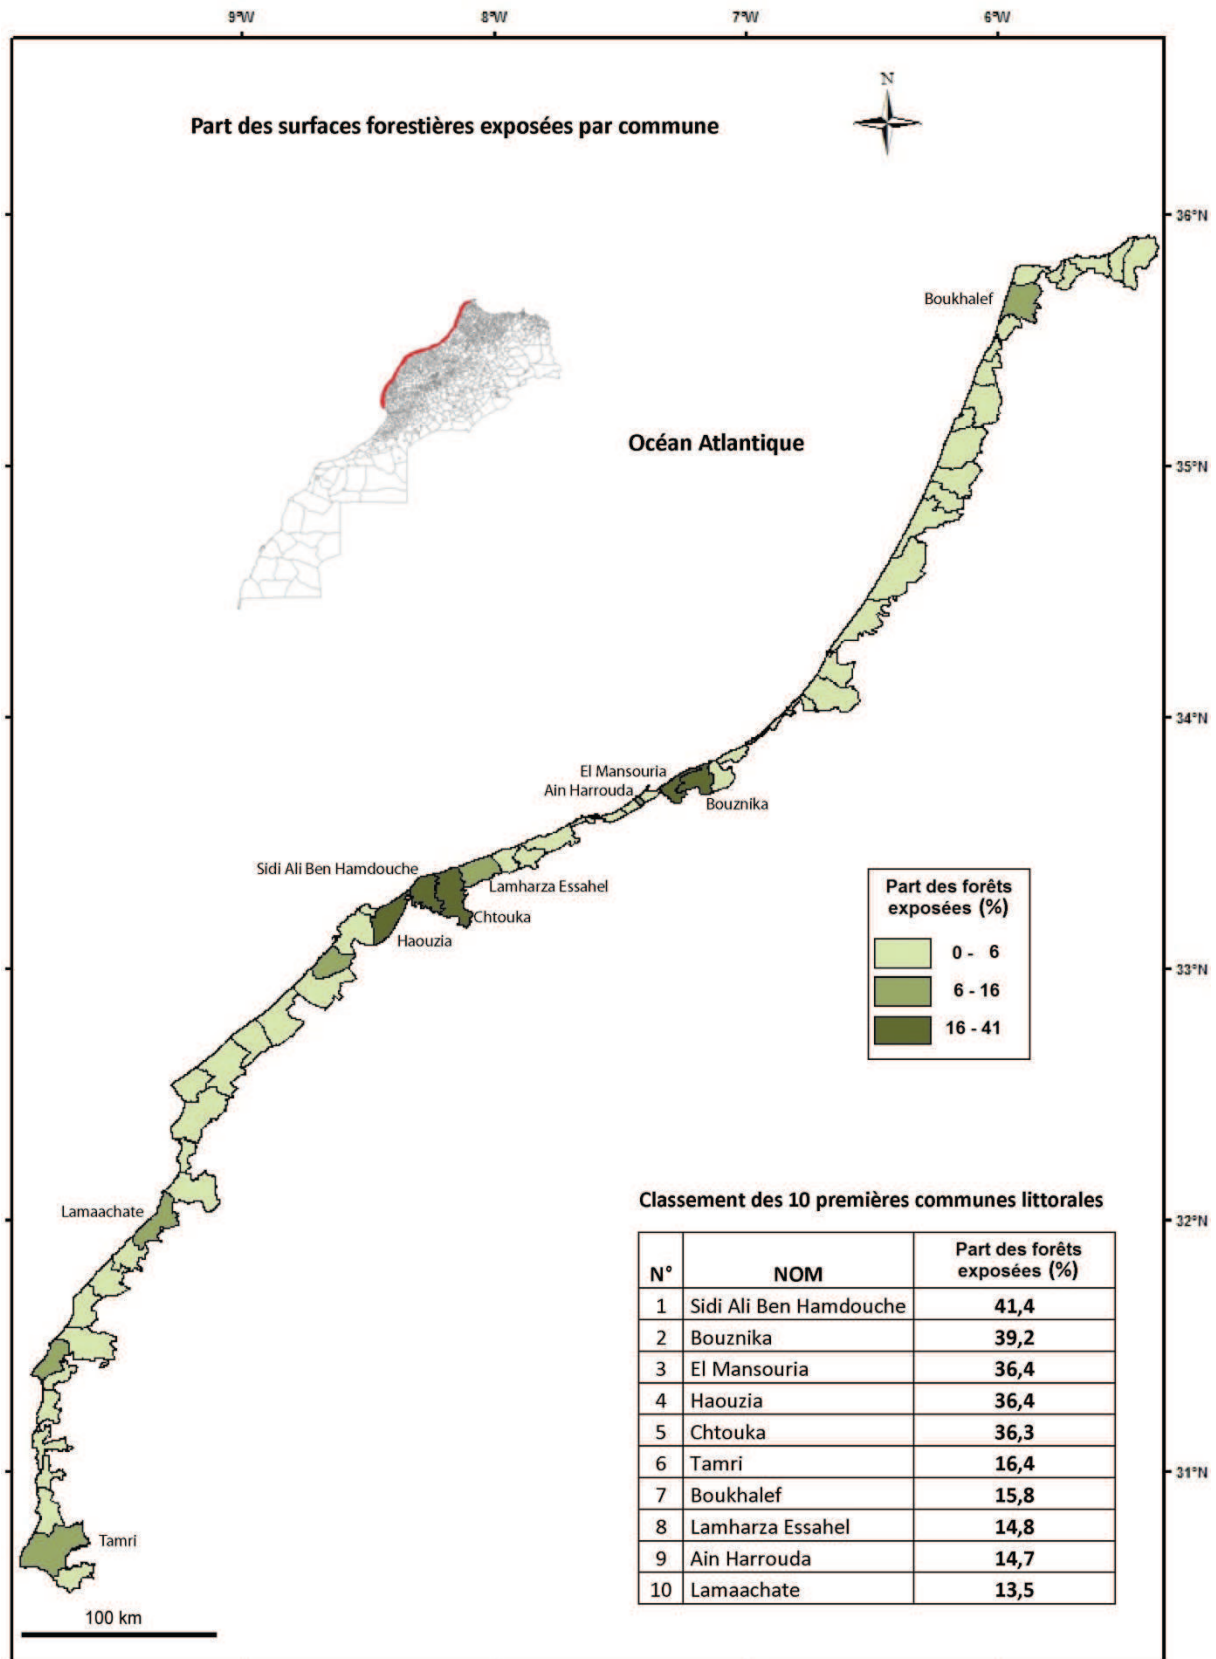 9°W 8°W 7°W 6°W
N
Part des surfaces forestières exposées par commune
36°N
Boukhalef
Océan Atlantique
35°N
34°N
El Mansouria
Ain Harrouda
Bouznika
Sidi Ali Ben Hamdouche
Lamharza Essahel
Chtouka
Haouzia
Part des forêts
exposées (%)
0 - 6
6 - 16
16 - 41
33°N
Lamaachate
32°N
Classement des 10 premières communes littorales
N° NOM Part des forêts
exposées (%)
1 Sidi Ali Ben Hamdouche 41,4
2 Bouznika 39,2
3 El Mansouria 36,4
4 Haouzia 36,4
5 Chtouka 36,3
6 Tamri 16,4
7 Boukhalef 15,8
8 Lamharza Essahel 14,8
9 Ain Harrouda 14,7
10 Lamaachate 13,5
31°N
Tamri
100 km